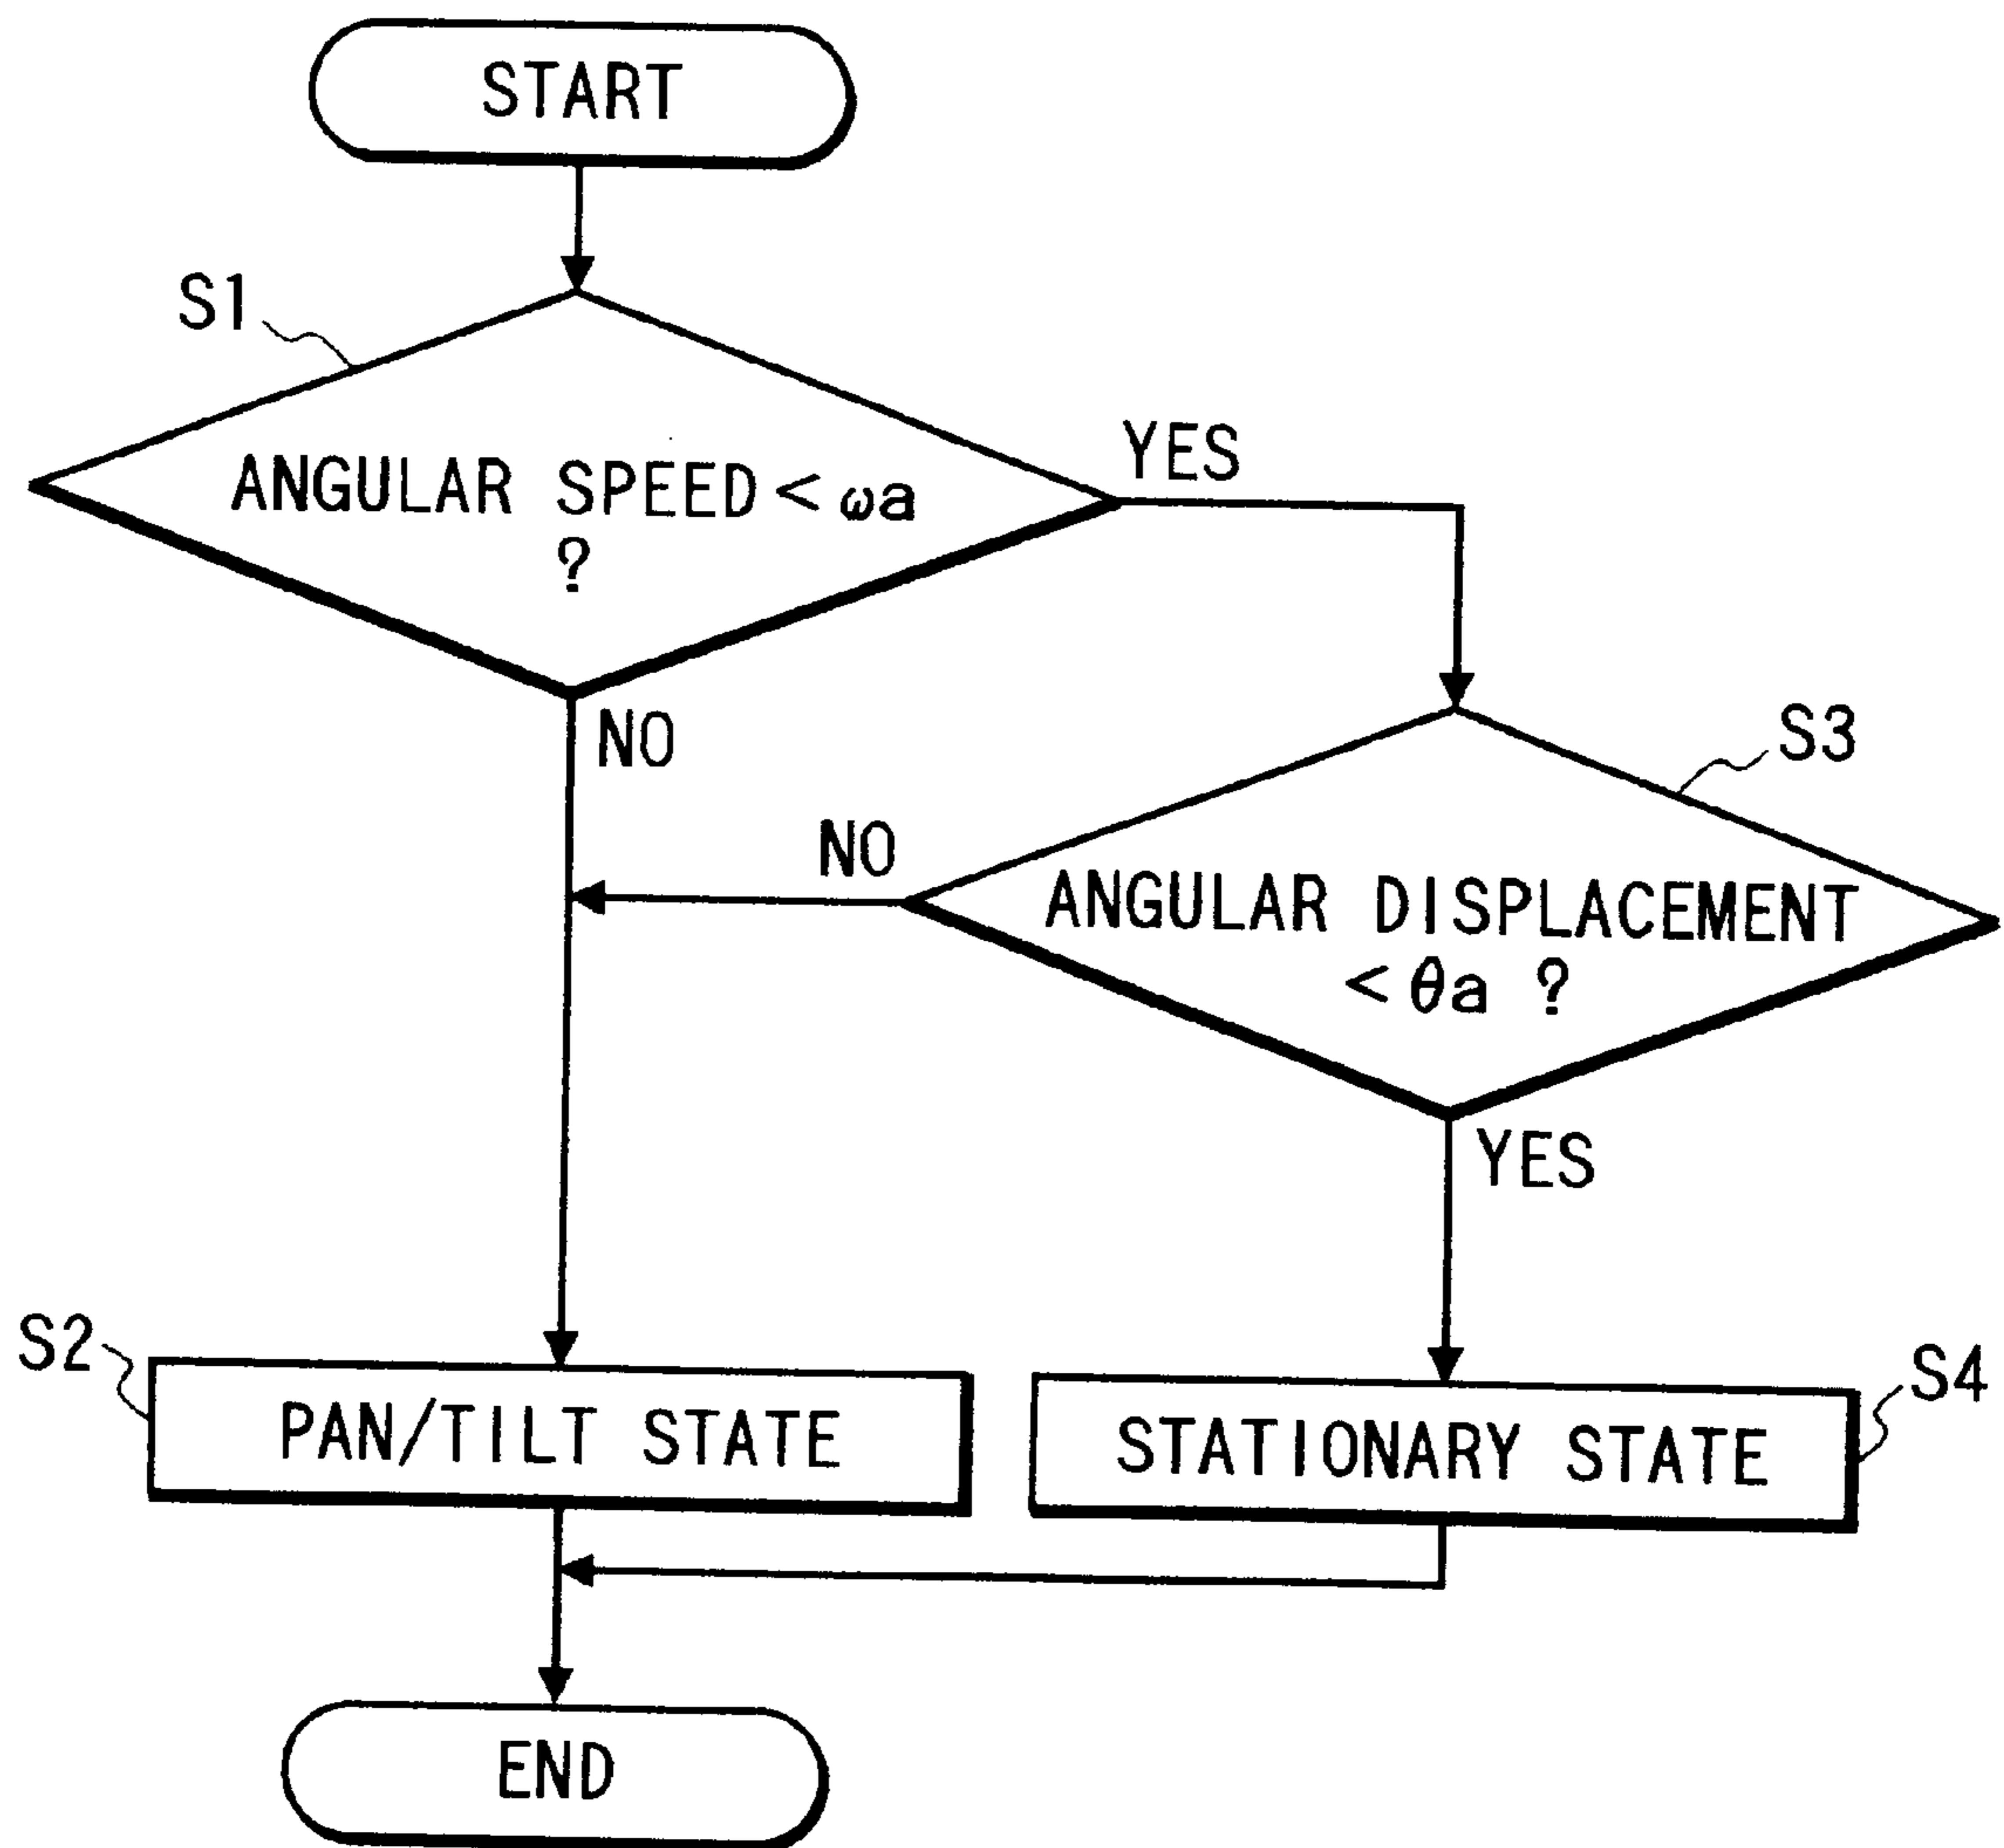 START
S1
YES
ANGULAR SPEED < ωa
?
NO
S3
NO
ANGULAR DISPLACEMENT
< θa ?
YES
S2
PAN/TILT STATE
STATIONARY STATE
S4
END